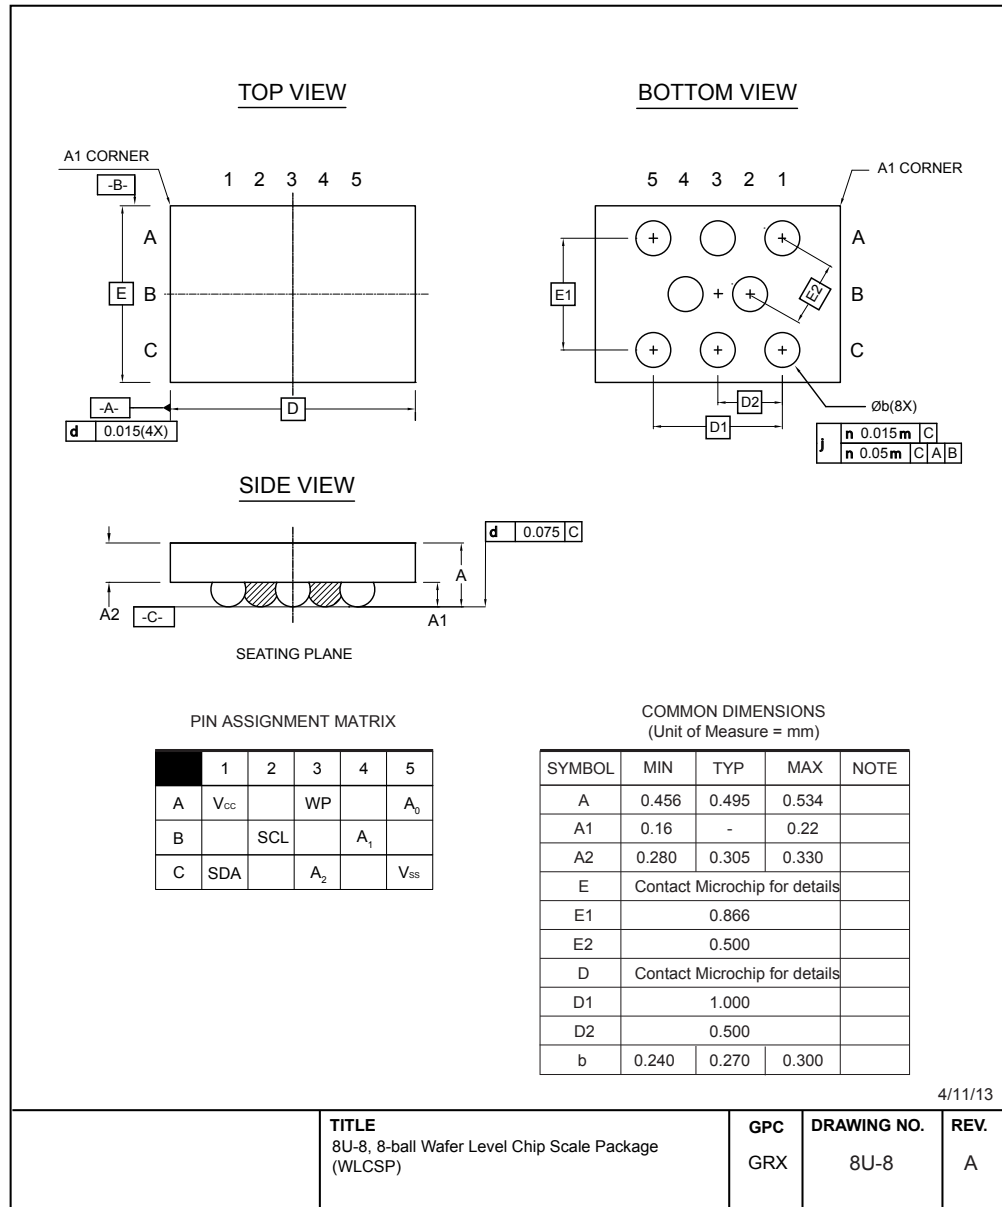 TOP VIEW
A1 CORNER
-B-
1 2 3 4 5
A
E B
C
-A-
D
d 0.015(4X)
BOTTOM VIEW
5 4 3 2 1
A1 CORNER
A
E1 E2 B
C
D2
D1
Øb(8X)
j n 0.015m C
n 0.05m C A B
SIDE VIEW
d 0.075 C
A
A2 -C- A1
SEATING PLANE
PIN ASSIGNMENT MATRIX
1 2 3 4 5
A Vcc WP A0
B SCL A1
C SDA A2 Vss
COMMON DIMENSIONS
(Unit of Measure = mm)
SYMBOL MIN TYP MAX NOTE
A 0.456 0.495 0.534
A1 0.16 - 0.22
A2 0.280 0.305 0.330
E Contact Microchip for details
E1 0.866
E2 0.500
D Contact Microchip for details
D1 1.000
D2 0.500
b 0.240 0.270 0.300
4/11/13
TITLE
8U-8, 8-ball Wafer Level Chip Scale Package
(WLCSP)
GPC
GRX
DRAWING NO.
8U-8
REV.
A